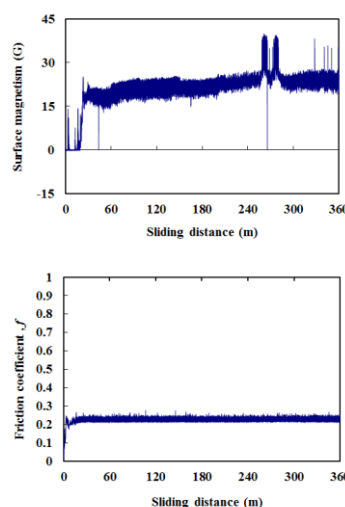 Surface magnetism (G)
45
30
15
0
-15
0 60 120 180 240 300 360
Sliding distance (m)
Friction coefficient ,f
1
0.9
0.8
0.7
0.6
0.5
0.4
0.3
0.2
0.1
0
0 60 120 180 240 300 360
Sliding distance (m)